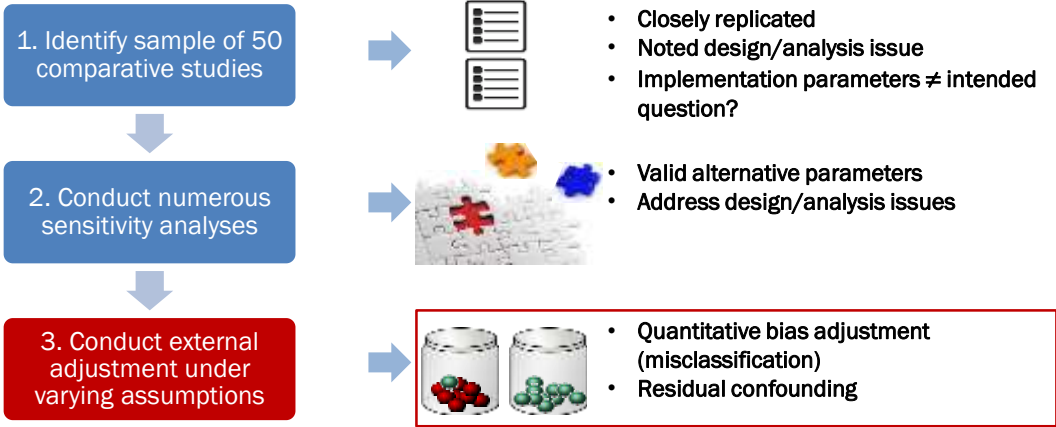 1. Identify sample of 50
comparative studies
• Closely replicated
• Noted design/analysis issue
• Implementation parameters ≠ intended
question?
2. Conduct numerous
sensitivity analyses
• Valid alternative parameters
• Address design/analysis issues
3. Conduct external
adjustment under
varying assumptions
• Quantitative bias adjustment
(misclassification)
• Residual confounding